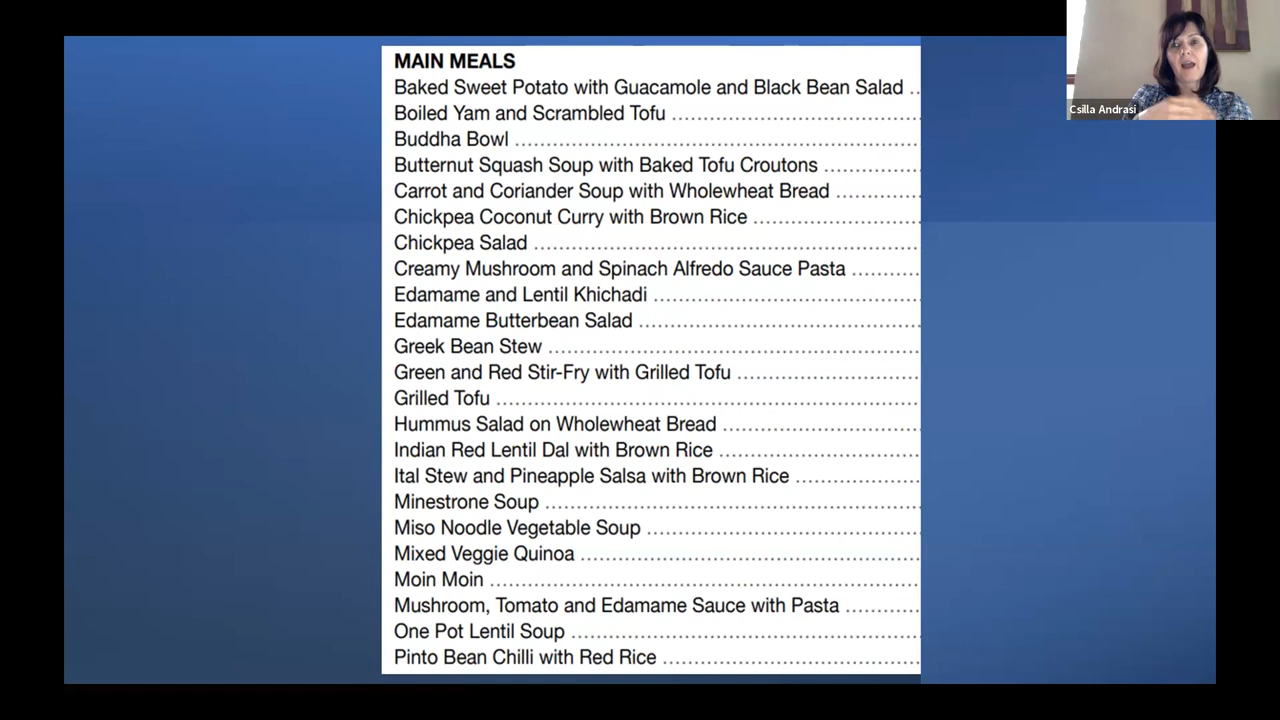 MAIN MEALS
Baked Sweet Potato with Guacamole and Black Bean Salad ..
Boiled Yam and Scrambled Tofu ................................
Buddha Bowl ....................................................
Butternut Squash Soup with Baked Tofu Croutons ............
Carrot and Coriander Soup with Wholewheat Bread ...........
Chickpea Coconut Curry with Brown Rice .....................
Chickpea Salad .................................................
Creamy Mushroom and Spinach Alfredo Sauce Pasta .........
Edamame and Lentil Khichadi ..................................
Edamame Butterbean Salad ....................................
Greek Bean Stew ...............................................
Green and Red Stir-Fry with Grilled Tofu .......................
Grilled Tofu ......................................................
Hummus Salad on Wholewheat Bread .........................
Indian Red Lentil Dal with Brown Rice .........................
Ital Stew and Pineapple Salsa with Brown Rice ................
Minestrone Soup ...............................................
Miso Noodle Vegetable Soup ...................................
Mixed Veggie Quinoa ...........................................
Moin Moin .......................................................
Mushroom, Tomato and Edamame Sauce with Pasta ..........
One Pot Lentil Soup ............................................
Pinto Bean Chilli with Red Rice .................................
Csilla Andrasi